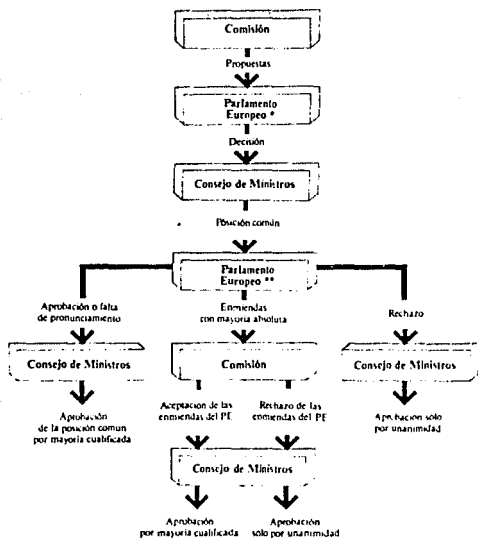 Comisión
Propuestas
Parlamento
Europeo *
Decisión
Consejo de Ministros
Posición común
Parlamento
Europeo **
Aprobación o falta
de pronunciamiento
Enmiendas
con mayoría absoluta
Rechazo
Consejo de Ministros
Comisión
Consejo de Ministros
Aprobación
de la posición común
por mayoría cualificada
Aceptación de las
enmiendas del PE
Rechazo de las
enmiendas del PE
Aprobación sólo
por unanimidad
Consejo de Ministros
Aprobación
por mayoría cualificada
Aprobación
sólo por unanimidad